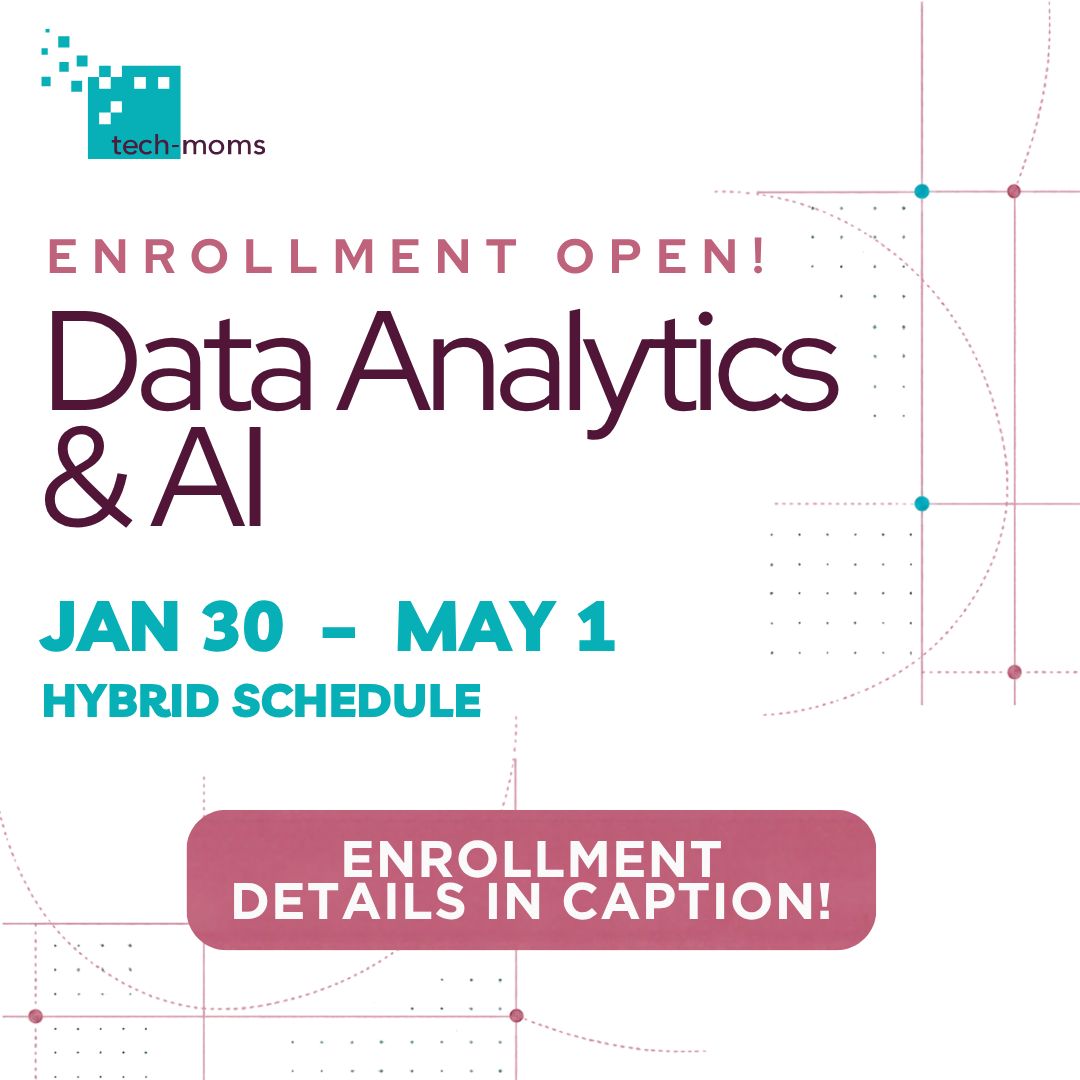 tech-moms
ENROLLMENT OPEN!
Data Analytics
& AI
JAN 30 – MAY 1
HYBRID SCHEDULE
ENROLLMENT
DETAILS IN CAPTION!